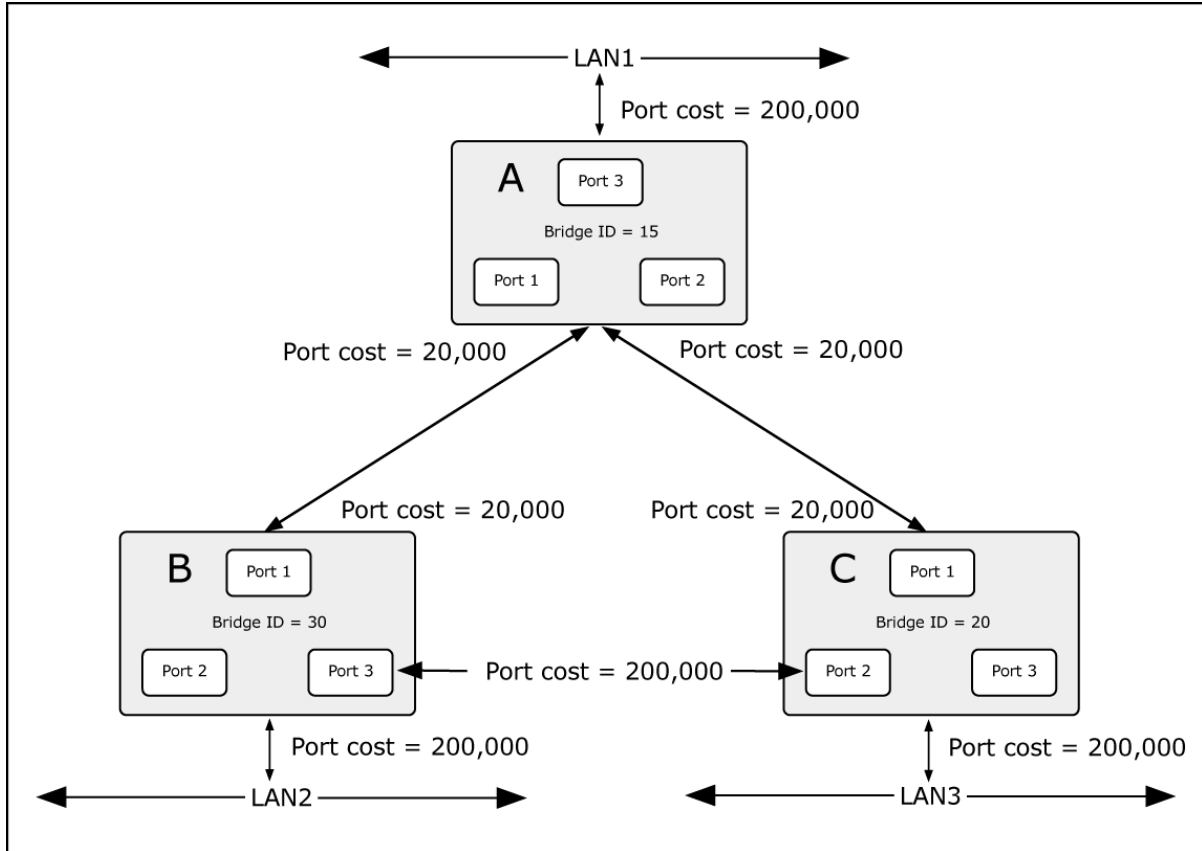 LAN1
Port cost = 200,000
A
Port 3
Bridge ID = 15
Port 1
Port 2
Port cost = 20,000
Port cost = 20,000
Port cost = 20,000
Port cost = 20,000
B
Port 1
Bridge ID = 30
Port 2
Port 3
Port cost = 200,000
C
Port 1
Bridge ID = 20
Port 2
Port 3
Port cost = 200,000
LAN2
Port cost = 200,000
LAN3